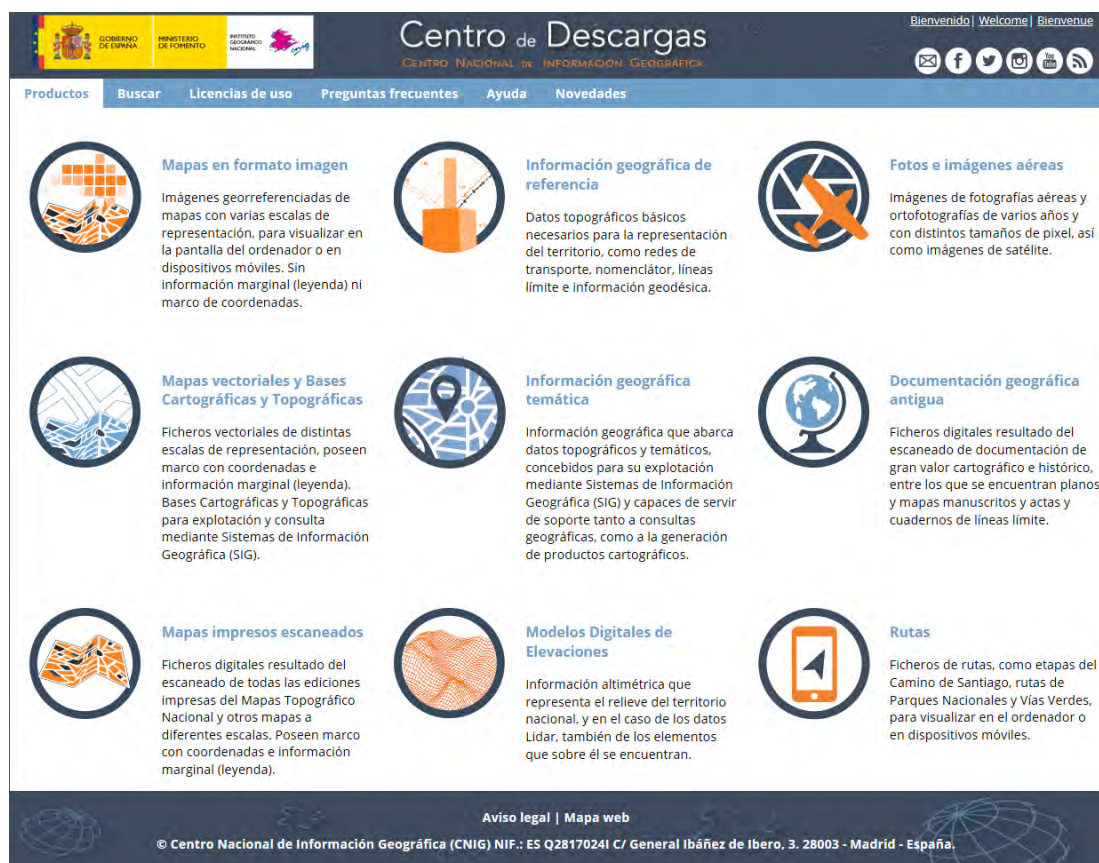 GOBIERNO
DE ESPAÑA
MINISTERIO
DE FOMENTO
INSTITUTO
GEOGRÁFICO
NACIONAL
cnig
Centro de Descargas
CENTRO NACIONAL DE INFORMACIÓN GEOGRÁFICA
Bienvenido| Welcome| Bienvenue
You
Tube
Productos Buscar Licencias de uso Preguntas frecuentes Ayuda Novedades
Mapas en formato imagen
Imágenes georreferenciadas de
mapas con varias escalas de
representación, para visualizar en
la pantalla del ordenador o en
dispositivos móviles. Sin
información marginal (leyenda) ni
marco de coordenadas.
Información geográfica de
referencia
Datos topográficos básicos
necesarios para la representación
del territorio, como redes de
transporte, nomenclátor, líneas
límite e información geodésica.
Fotos e imágenes aéreas
Imágenes de fotografías aéreas y
ortofotografías de varios años y
con distintos tamaños de pixel, así
como imágenes de satélite.
Mapas vectoriales y Bases
Cartográficas y Topográficas
Ficheros vectoriales de distintas
escalas de representación, poseen
marco con coordenadas e
información marginal (leyenda).
Bases Cartográficas y Topográficas
para explotación y consulta
mediante Sistemas de Información
Geográfica (SIG).
Información geográfica
temática
Información geográfica que abarca
datos topográficos y temáticos,
concebidos para su explotación
mediante Sistemas de Información
Geográfica (SIG) y capaces de servir
de soporte tanto a consultas
geográficas, como a la generación
de productos cartográficos.
Documentación geográfica
antigua
Ficheros digitales resultado del
escaneado de documentación de
gran valor cartográfico e histórico,
entre los que se encuentran planos
y mapas manuscritos y actas y
cuadernos de líneas límite.
Mapas impresos escaneados
Ficheros digitales resultado del
escaneado de todas las ediciones
impresas del Mapas Topográfico
Nacional y otros mapas a
diferentes escalas. Poseen marco
con coordenadas e información
marginal (leyenda).
Modelos Digitales de
Elevaciones
Información altimétrica que
representa el relieve del territorio
nacional, y en el caso de los datos
Lidar, también de los elementos
que sobre él se encuentran.
Rutas
Ficheros de rutas, como etapas del
Camino de Santiago, rutas de
Parques Nacionales y Vías Verdes,
para visualizar en el ordenador o
en dispositivos móviles.
Aviso legal | Mapa web
© Centro Nacional de Información Geográfica (CNIG) NIF.: ES Q2817024I C/ General Ibáñez de Ibero, 3. 28003 - Madrid - España.